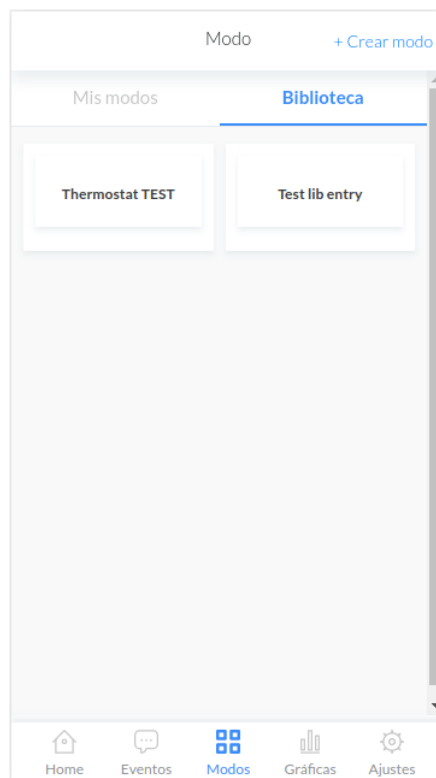 Modo
+ Crear modo
Mis modos
Biblioteca
Thermostat TEST
Test lib entry
Home
Eventos
Modos
Gráficas
Ajustes